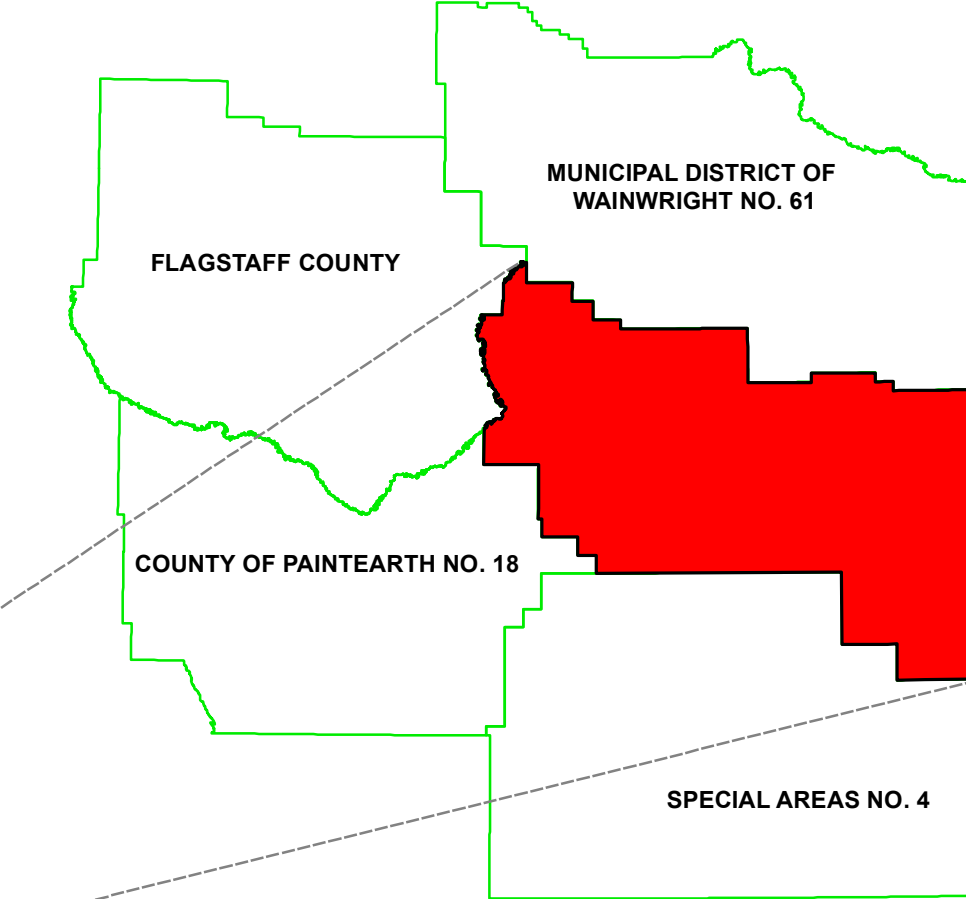 MUNICIPAL DISTRICT OF
WAINWRIGHT NO. 61
FLAGSTAFF COUNTY
COUNTY OF PAINTEARTH NO. 18
SPECIAL AREAS NO. 4